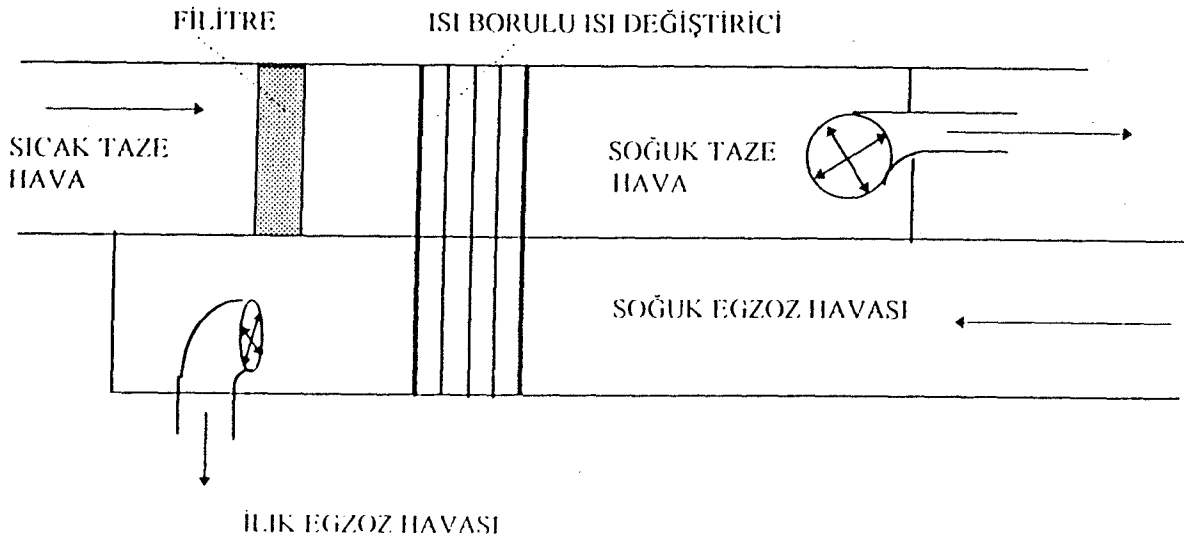 FİLİTRE
ISI BORULU ISI DEĞİŞTİRİCİ
SICAK TAZE
HAVA
SOĞUK TAZE
HAVA
SOĞUK EGZOZ HAVASI
İLIK EGZOZ HAVASI